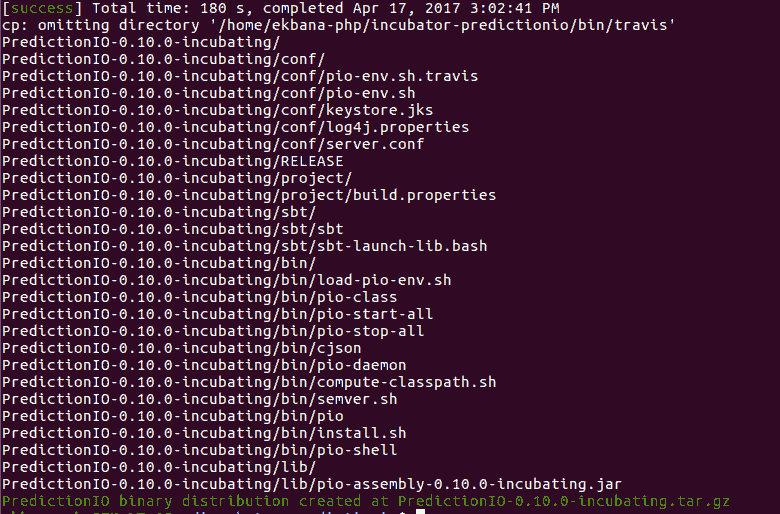 [success] Total time: 180 s, completed Apr 17, 2017 3:02:41 PM
cp: omitting directory '/home/ekbana-php/incubator-predictionio/bin/travis'
PredictionIO-0.10.0-incubating/
PredictionIO-0.10.0-incubating/conf/
PredictionIO-0.10.0-incubating/conf/pio-env.sh.travis
PredictionIO-0.10.0-incubating/conf/pio-env.sh
PredictionIO-0.10.0-incubating/conf/keystore.jks
PredictionIO-0.10.0-incubating/conf/log4j.properties
PredictionIO-0.10.0-incubating/conf/server.conf
PredictionIO-0.10.0-incubating/RELEASE
PredictionIO-0.10.0-incubating/project/
PredictionIO-0.10.0-incubating/project/build.properties
PredictionIO-0.10.0-incubating/sbt/
PredictionIO-0.10.0-incubating/sbt/sbt
PredictionIO-0.10.0-incubating/sbt/sbt-launch-lib.bash
PredictionIO-0.10.0-incubating/bin/
PredictionIO-0.10.0-incubating/bin/load-pio-env.sh
PredictionIO-0.10.0-incubating/bin/pio-class
PredictionIO-0.10.0-incubating/bin/pio-start-all
PredictionIO-0.10.0-incubating/bin/pio-stop-all
PredictionIO-0.10.0-incubating/bin/cjson
PredictionIO-0.10.0-incubating/bin/pio-daemon
PredictionIO-0.10.0-incubating/bin/compute-classpath.sh
PredictionIO-0.10.0-incubating/bin/semver.sh
PredictionIO-0.10.0-incubating/bin/pio
PredictionIO-0.10.0-incubating/bin/install.sh
PredictionIO-0.10.0-incubating/bin/pio-shell
PredictionIO-0.10.0-incubating/lib/
PredictionIO-0.10.0-incubating/lib/pio-assembly-0.10.0-incubating.jar
PredictionIO binary distribution created at PredictionIO-0.10.0-incubating.tar.gz